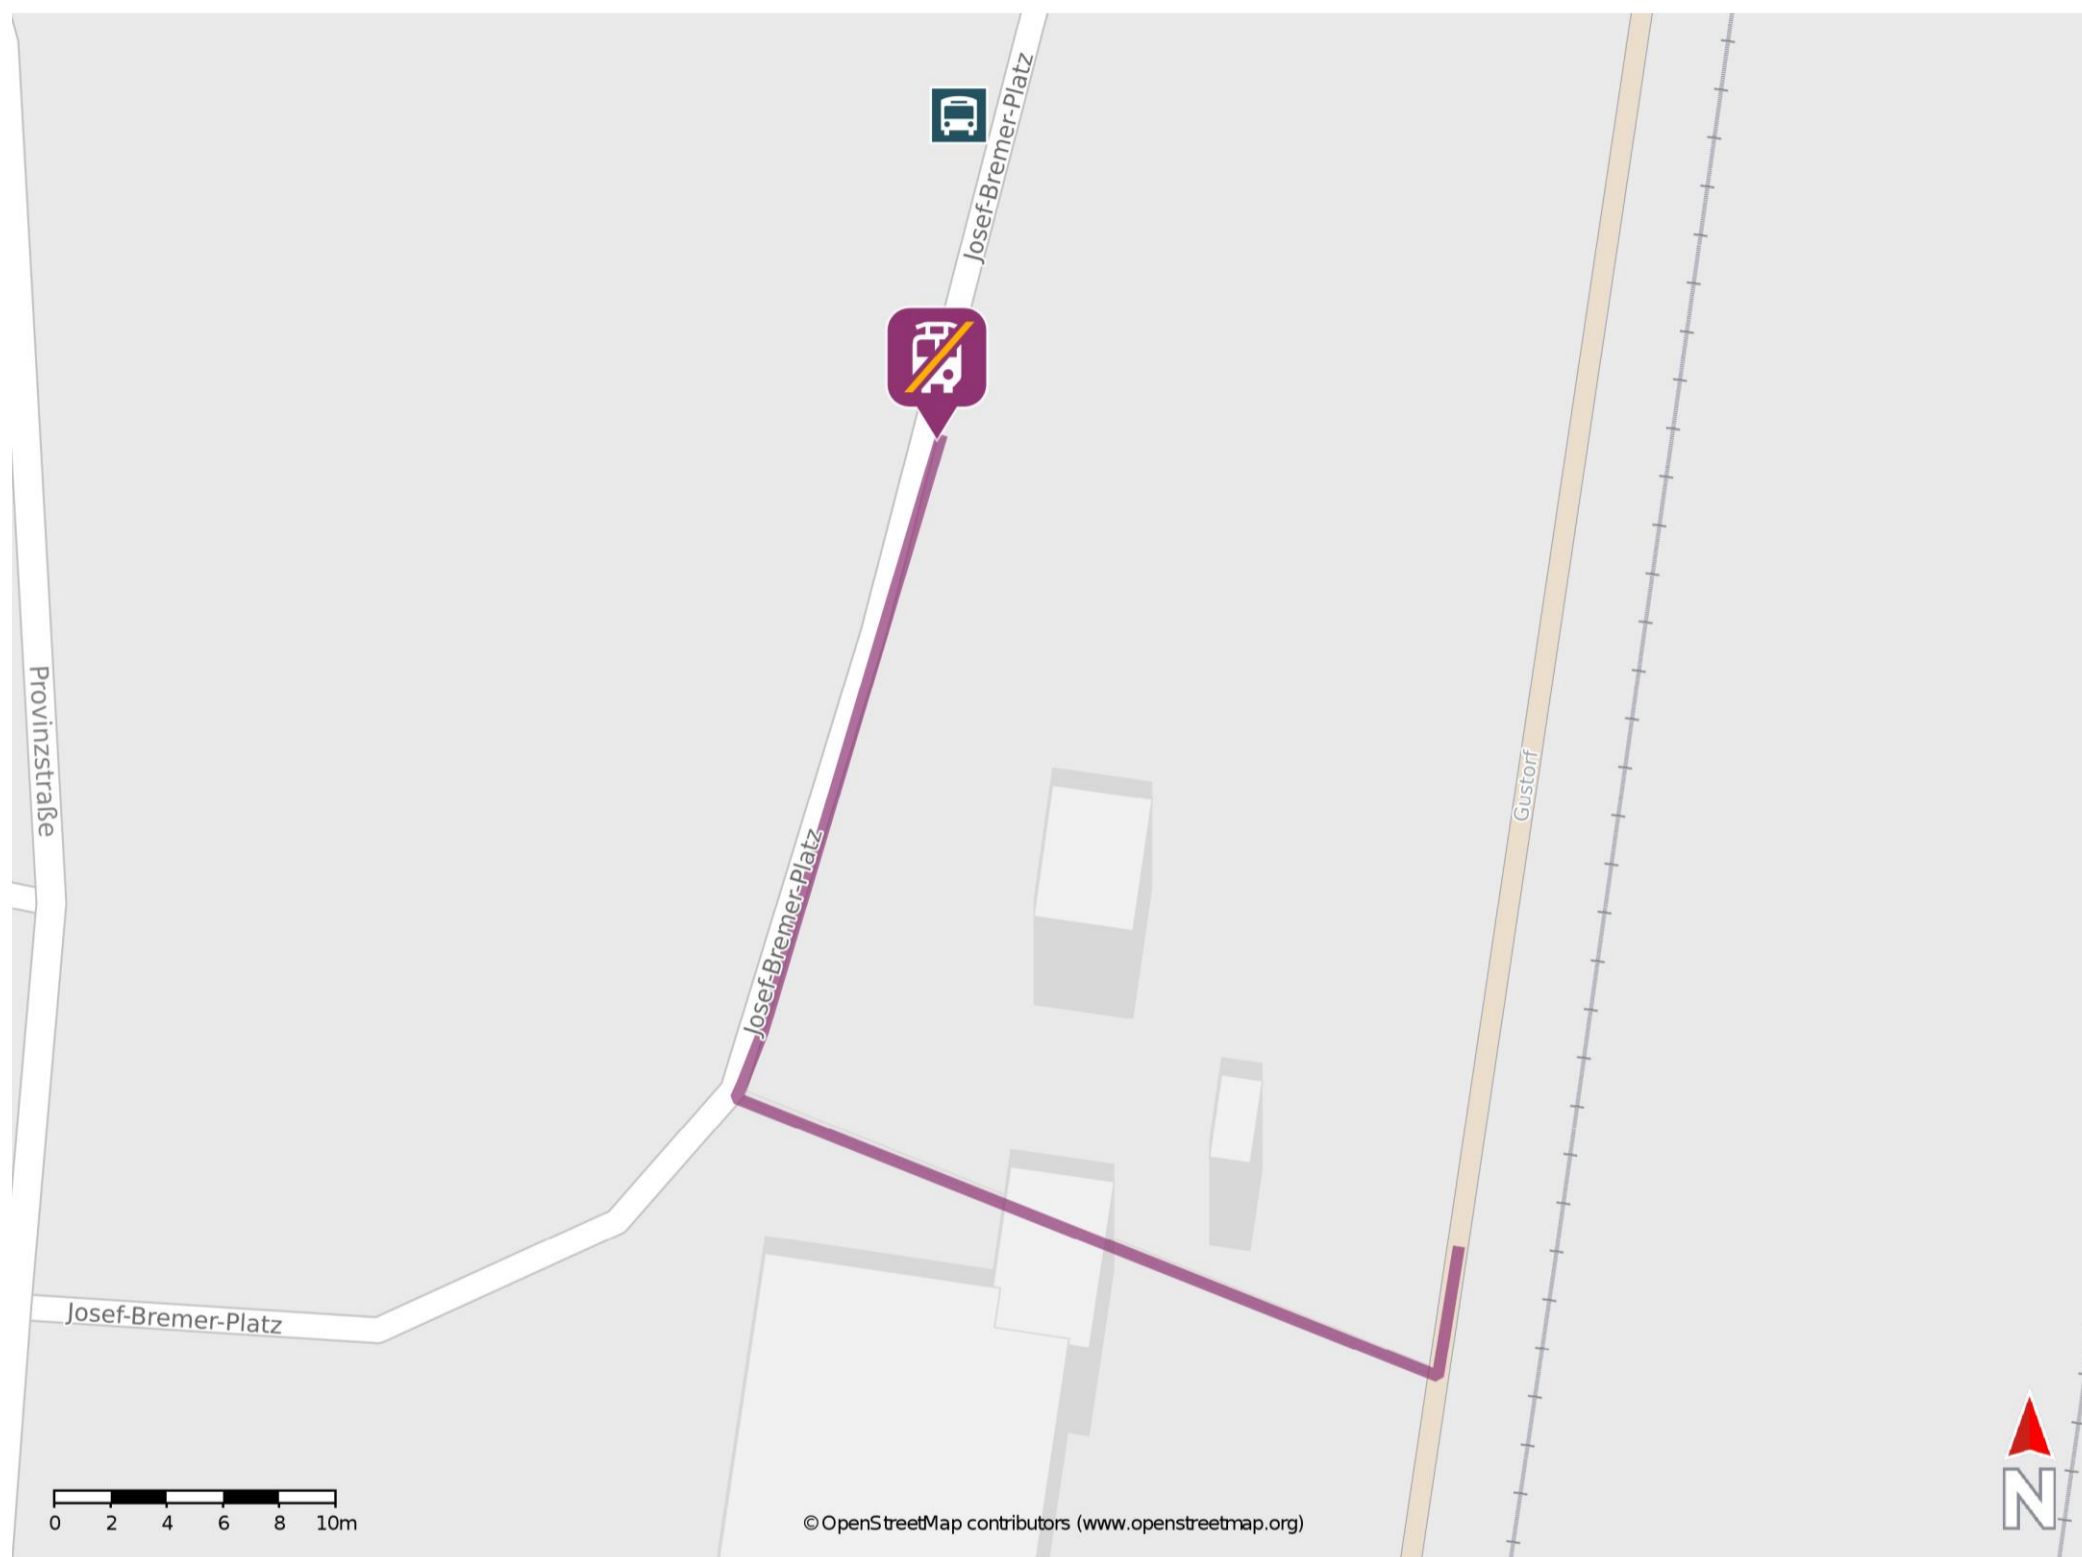 Josef-Bremer-Platz
Provinzstraße
Gustorf
Josef-Bremer-Platz
Josef-Bremer-Platz
0 2 4 6 8 10m
©OpenStreetMap contributors (www.openstreetmap.org)
N